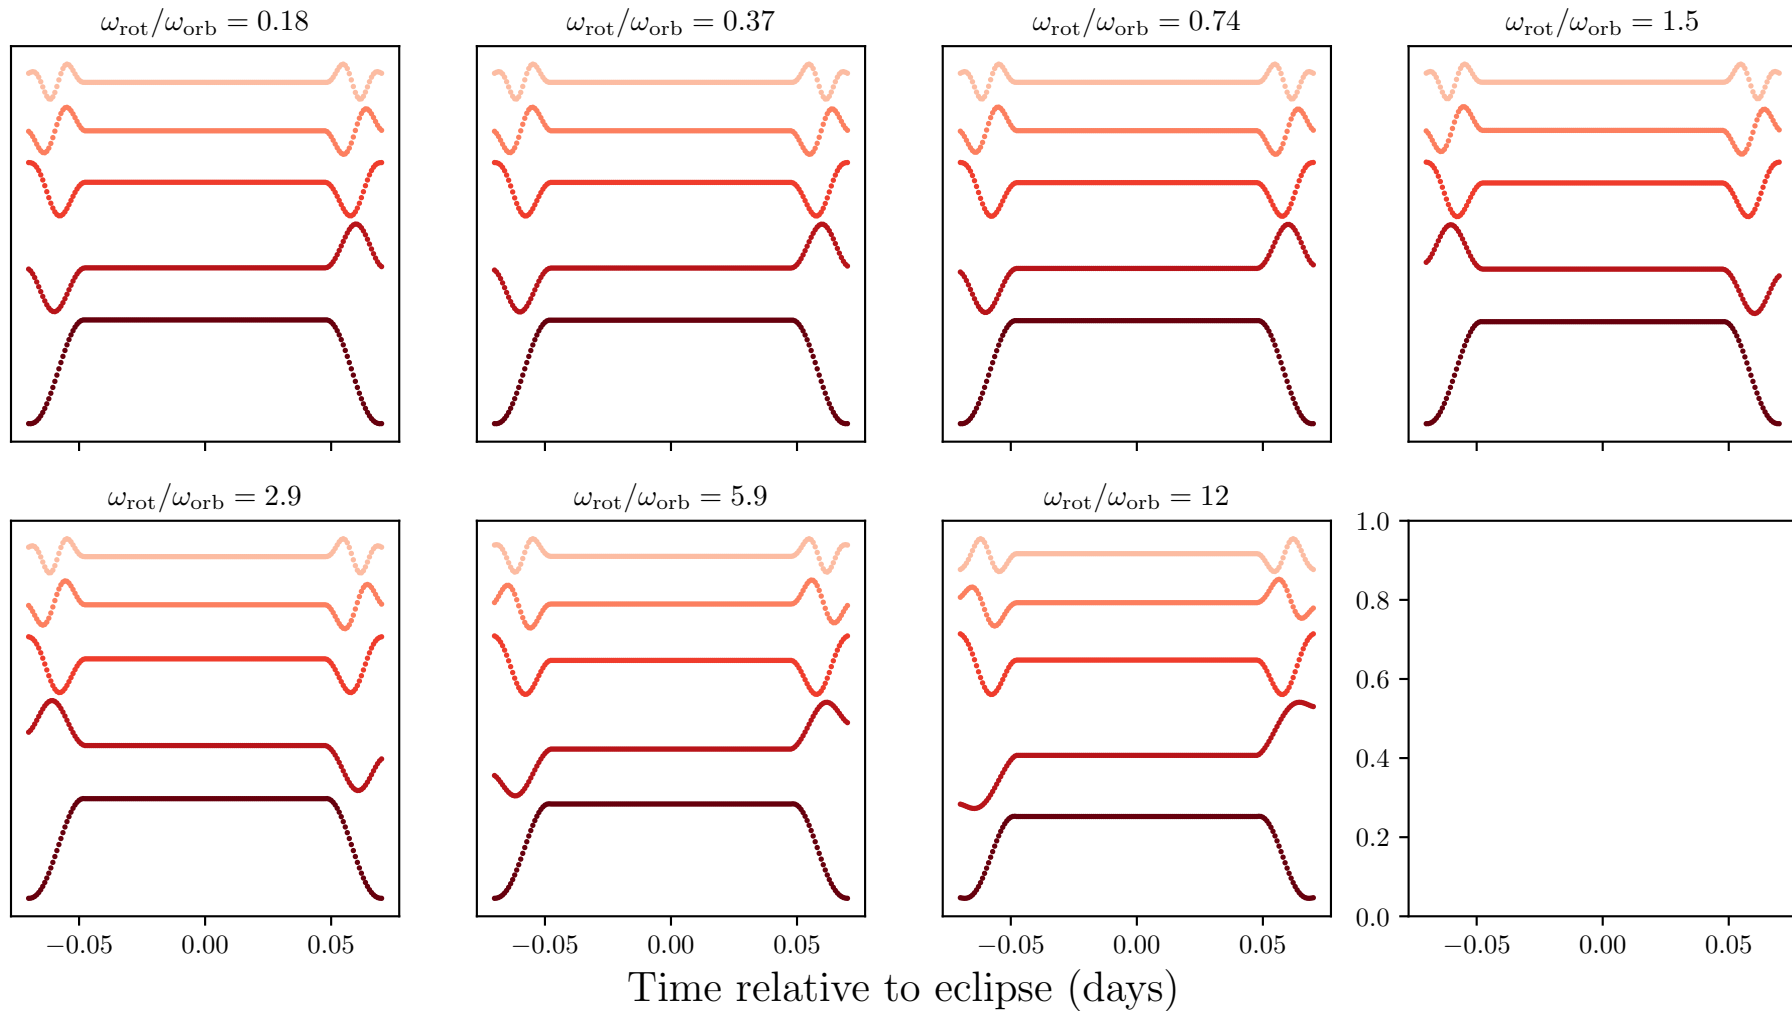 ω_rot/ω_orb = 0.18
ω_rot/ω_orb = 0.37
ω_rot/ω_orb = 0.74
ω_rot/ω_orb = 1.5
ω_rot/ω_orb = 2.9
ω_rot/ω_orb = 5.9
ω_rot/ω_orb = 12
1.0
0.8
0.6
0.4
0.2
0.0
−0.05 0.00 0.05
−0.05 0.00 0.05
−0.05 0.00 0.05
−0.05 0.00 0.05
Time relative to eclipse (days)